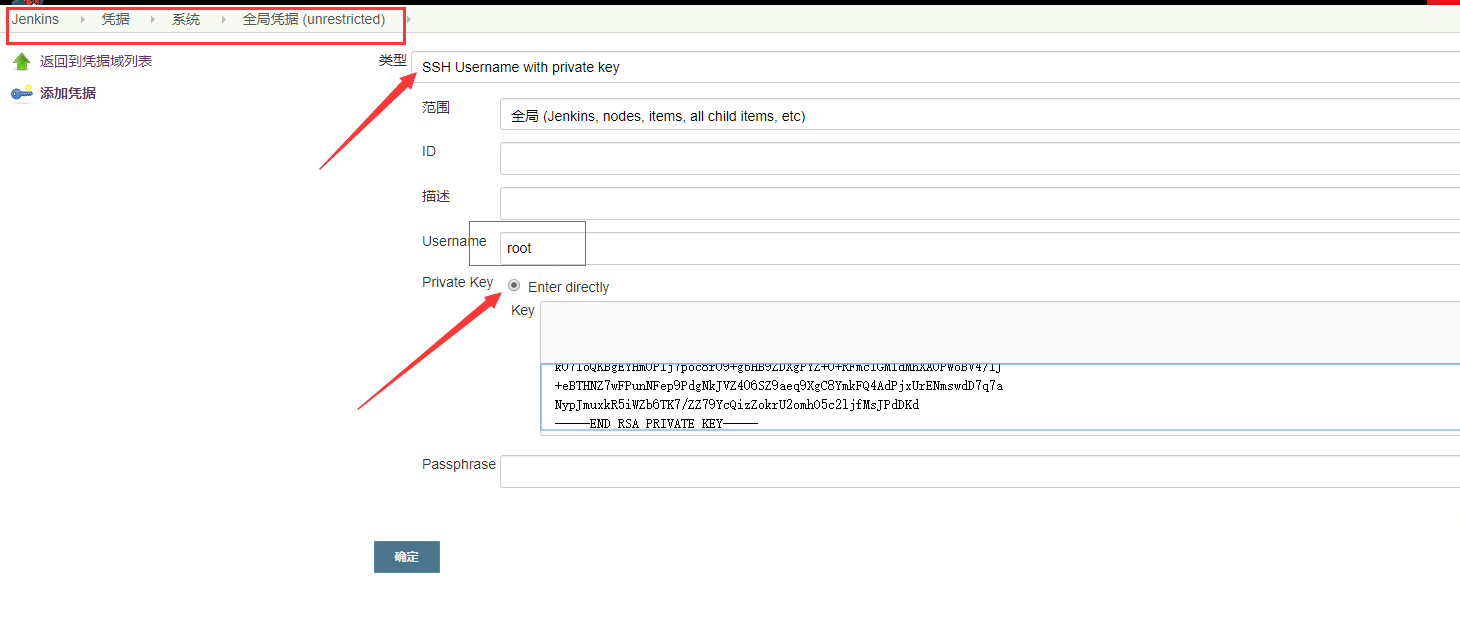 Jenkins 凭据 系统 全局凭据 (unrestricted)
返回到凭据域列表
添加凭据
类型 SSH Username with private key
范围 全局 (Jenkins, nodes, items, all child items, etc)
ID
描述
Username root
Private Key Enter directly
Key
+eBTHNZ7wFPunNFep9PdgNkJVZ406SZ9aeq9XgC8YmkFQ4AdPjxUrENmswdD7q7a
NypJmuxkR5iWZb6TK7/ZZ79YcQizZokrU2omh05c2ljfMsJPdDKd
-----END RSA PRIVATE KEY-----
Passphrase
确定